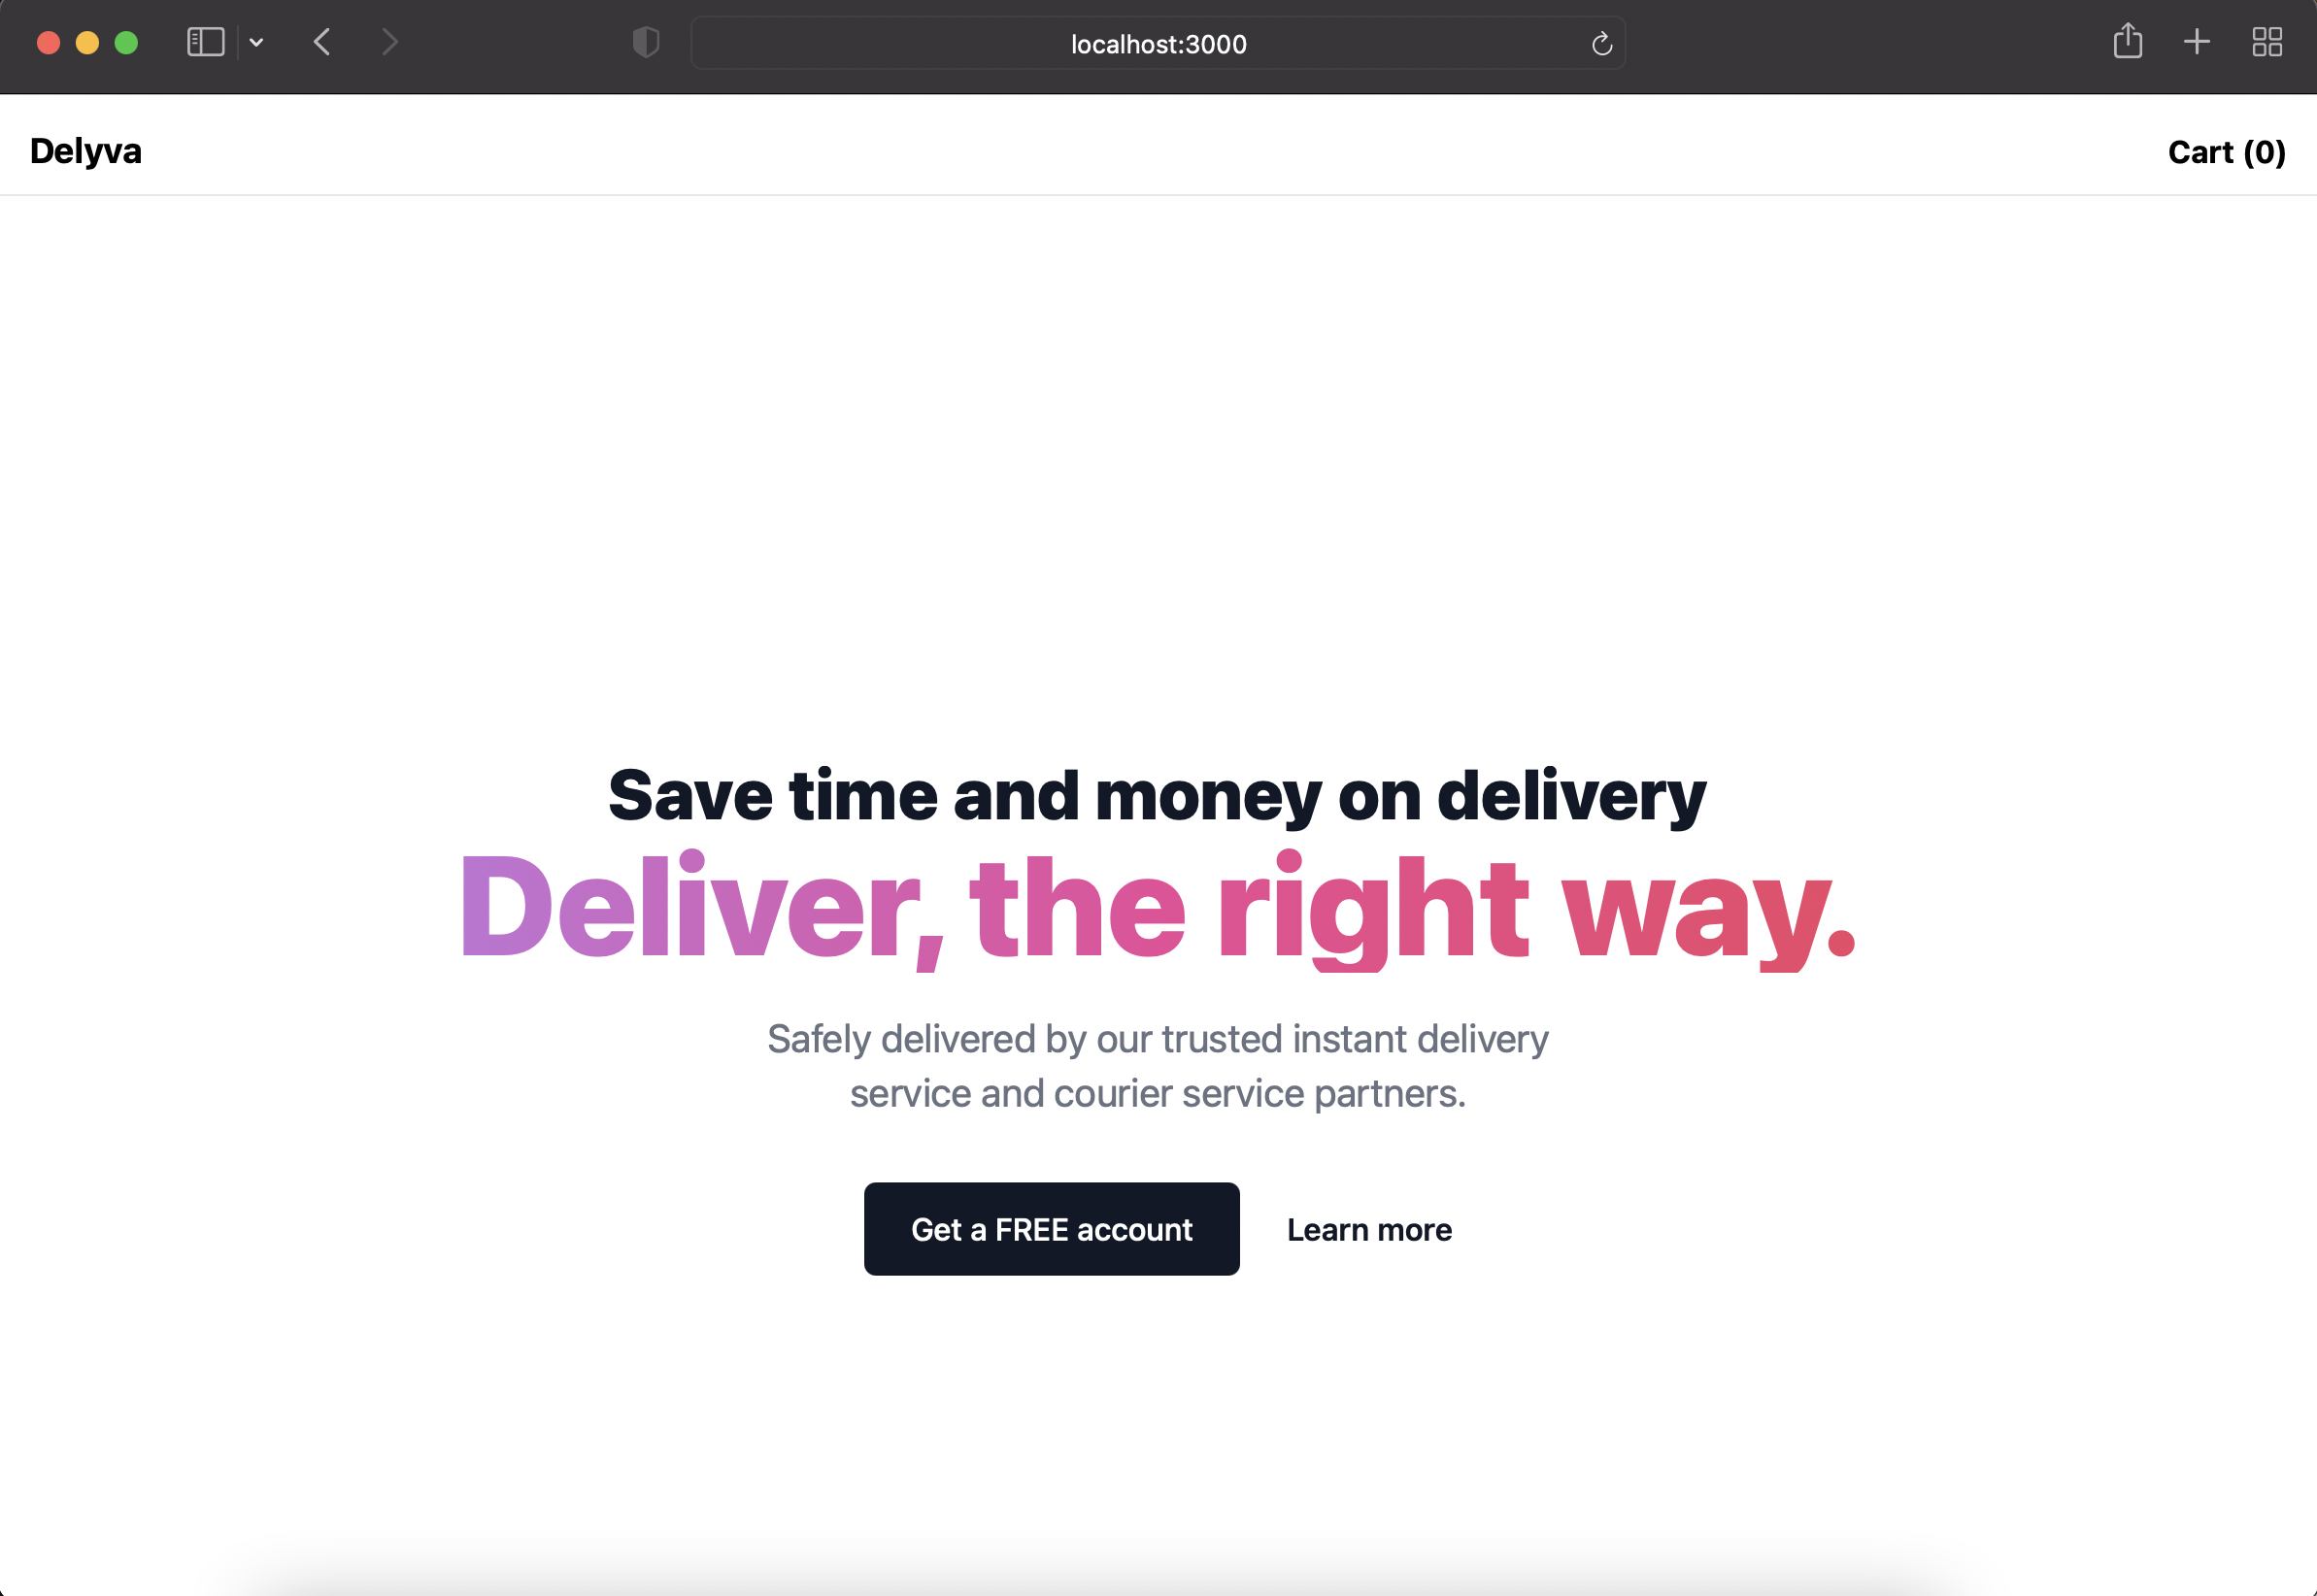 localhost:3000
Delyva
Cart (0)
Save time and money on delivery
Deliver, the right way.
Safely delivered by our trusted instant delivery
service and courier service partners.
Get a FREE account
Learn more